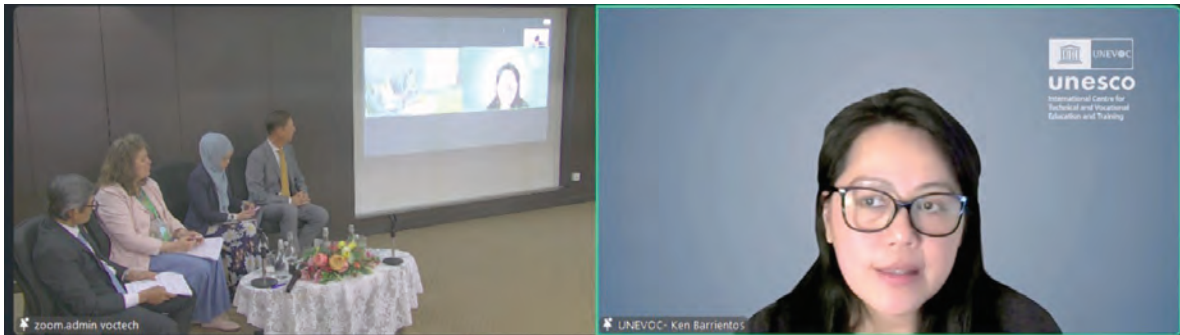 zoom.admin voctech
UNEVOC
unesco
International Centre for
Technical and Vocational
Education and Training
UNEVOC- Ken Barrientos